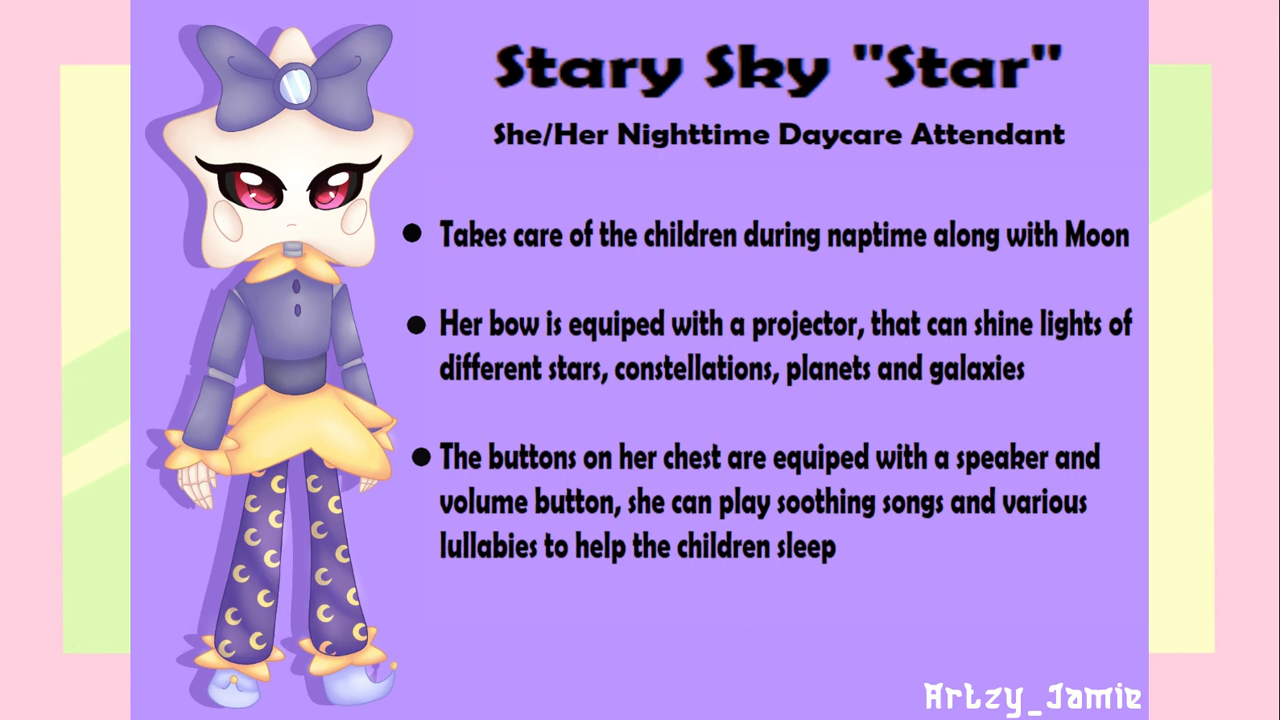 Stary Sky "Star"
She/Her Nighttime Daycare Attendant
Takes care of the children during naptime along with Moon
Her bow is equiped with a projector, that can shine lights of
different stars, constellations, planets and galaxies
The buttons on her chest are equiped with a speaker and
volume button, she can play soothing songs and various
lullabies to help the children sleep
Artzy_Jamie